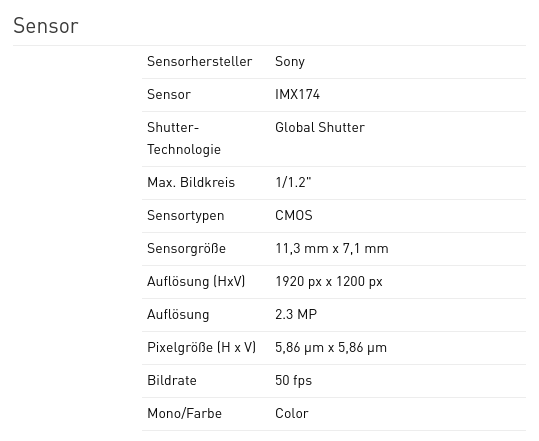 Sensor
Sensorhersteller Sony
Sensor IMX174
Shutter- Global Shutter
Technologie
Max. Bildkreis 1/1.2"
Sensortypen CMOS
Sensorgröße 11,3 mm x 7,1 mm
Auflösung (HxV) 1920 px x 1200 px
Auflösung 2.3 MP
Pixelgröße (H x V) 5,86 µm x 5,86 µm
Bildrate 50 fps
Mono/Farbe Color